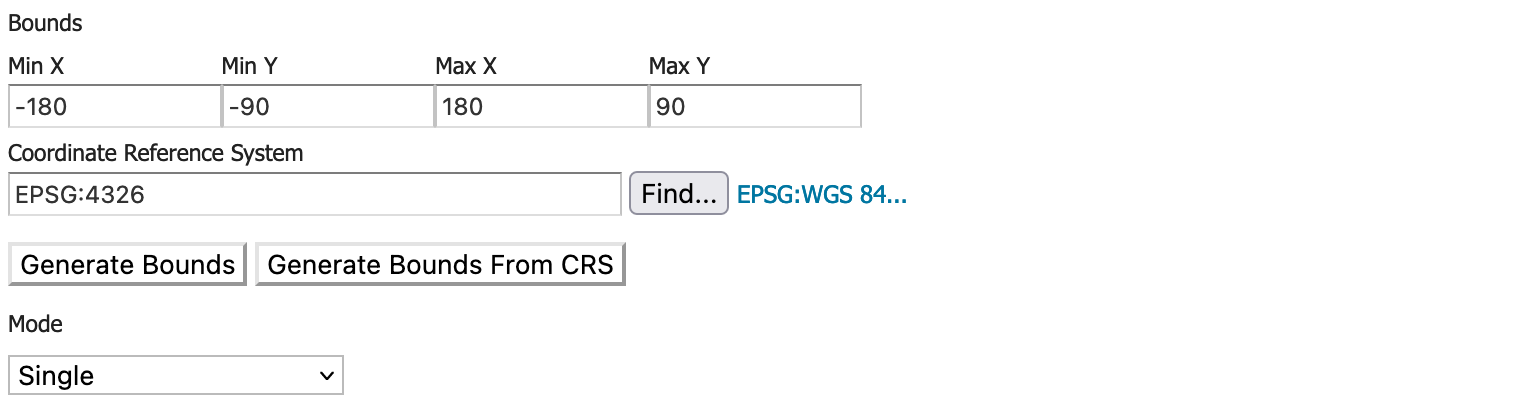 Bounds
Min X Min Y Max X Max Y
-180 -90 180 90
Coordinate Reference System
EPSG:4326 Find... EPSG:WGS 84...
Generate Bounds Generate Bounds From CRS
Mode
Single